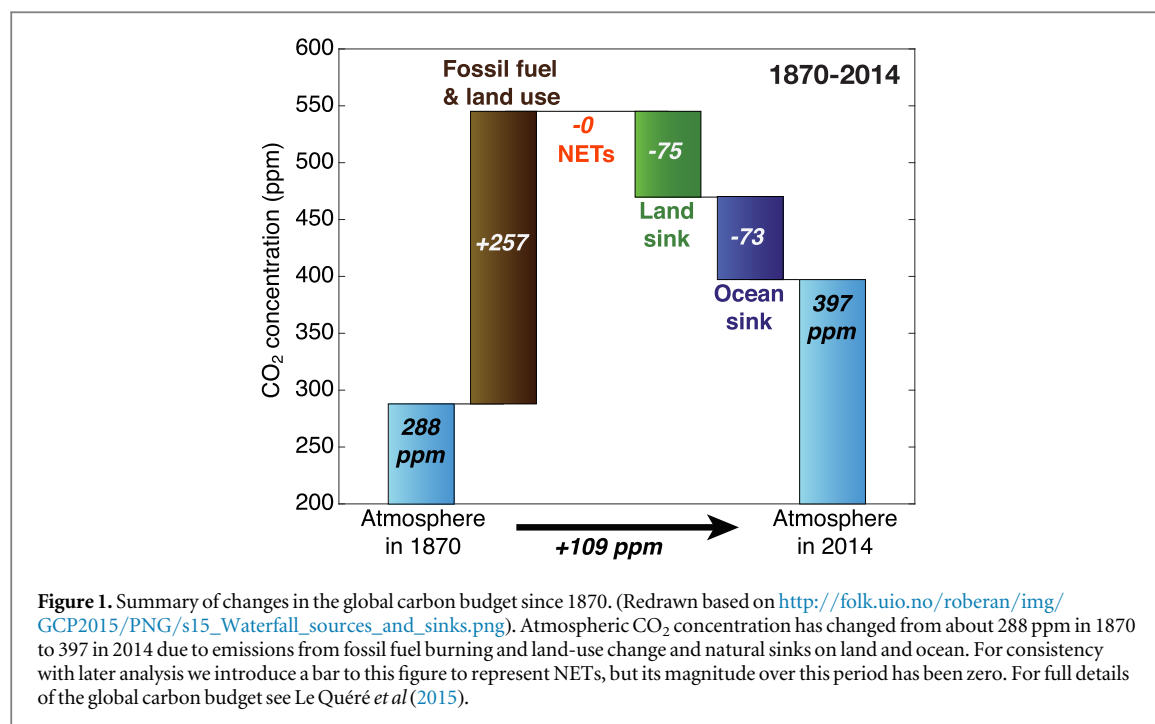 600
550
500
450
400
350
300
250
200
CO₂ concentration (ppm)
1870-2014
Fossil fuel
& land use
+257
-0
NETs
-75
Land
sink
-73
Ocean
sink
288
ppm
397
ppm
Atmosphere
in 1870
+109 ppm
Atmosphere
in 2014
Figure 1. Summary of changes in the global carbon budget since 1870. (Redrawn based on http://folk.uio.no/roberan/img/
GCP2015/PNG/s15_Waterfall_sources_and_sinks.png). Atmospheric CO₂ concentration has changed from about 288 ppm in 1870
to 397 in 2014 due to emissions from fossil fuel burning and land-use change and natural sinks on land and ocean. For consistency
with later analysis we introduce a bar to this figure to represent NETs, but its magnitude over this period has been zero. For full details
of the global carbon budget see Le Quéré et al (2015).